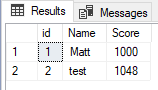 Results Messages
id Name Score
1 1 Matt 1000
2 2 test 1048